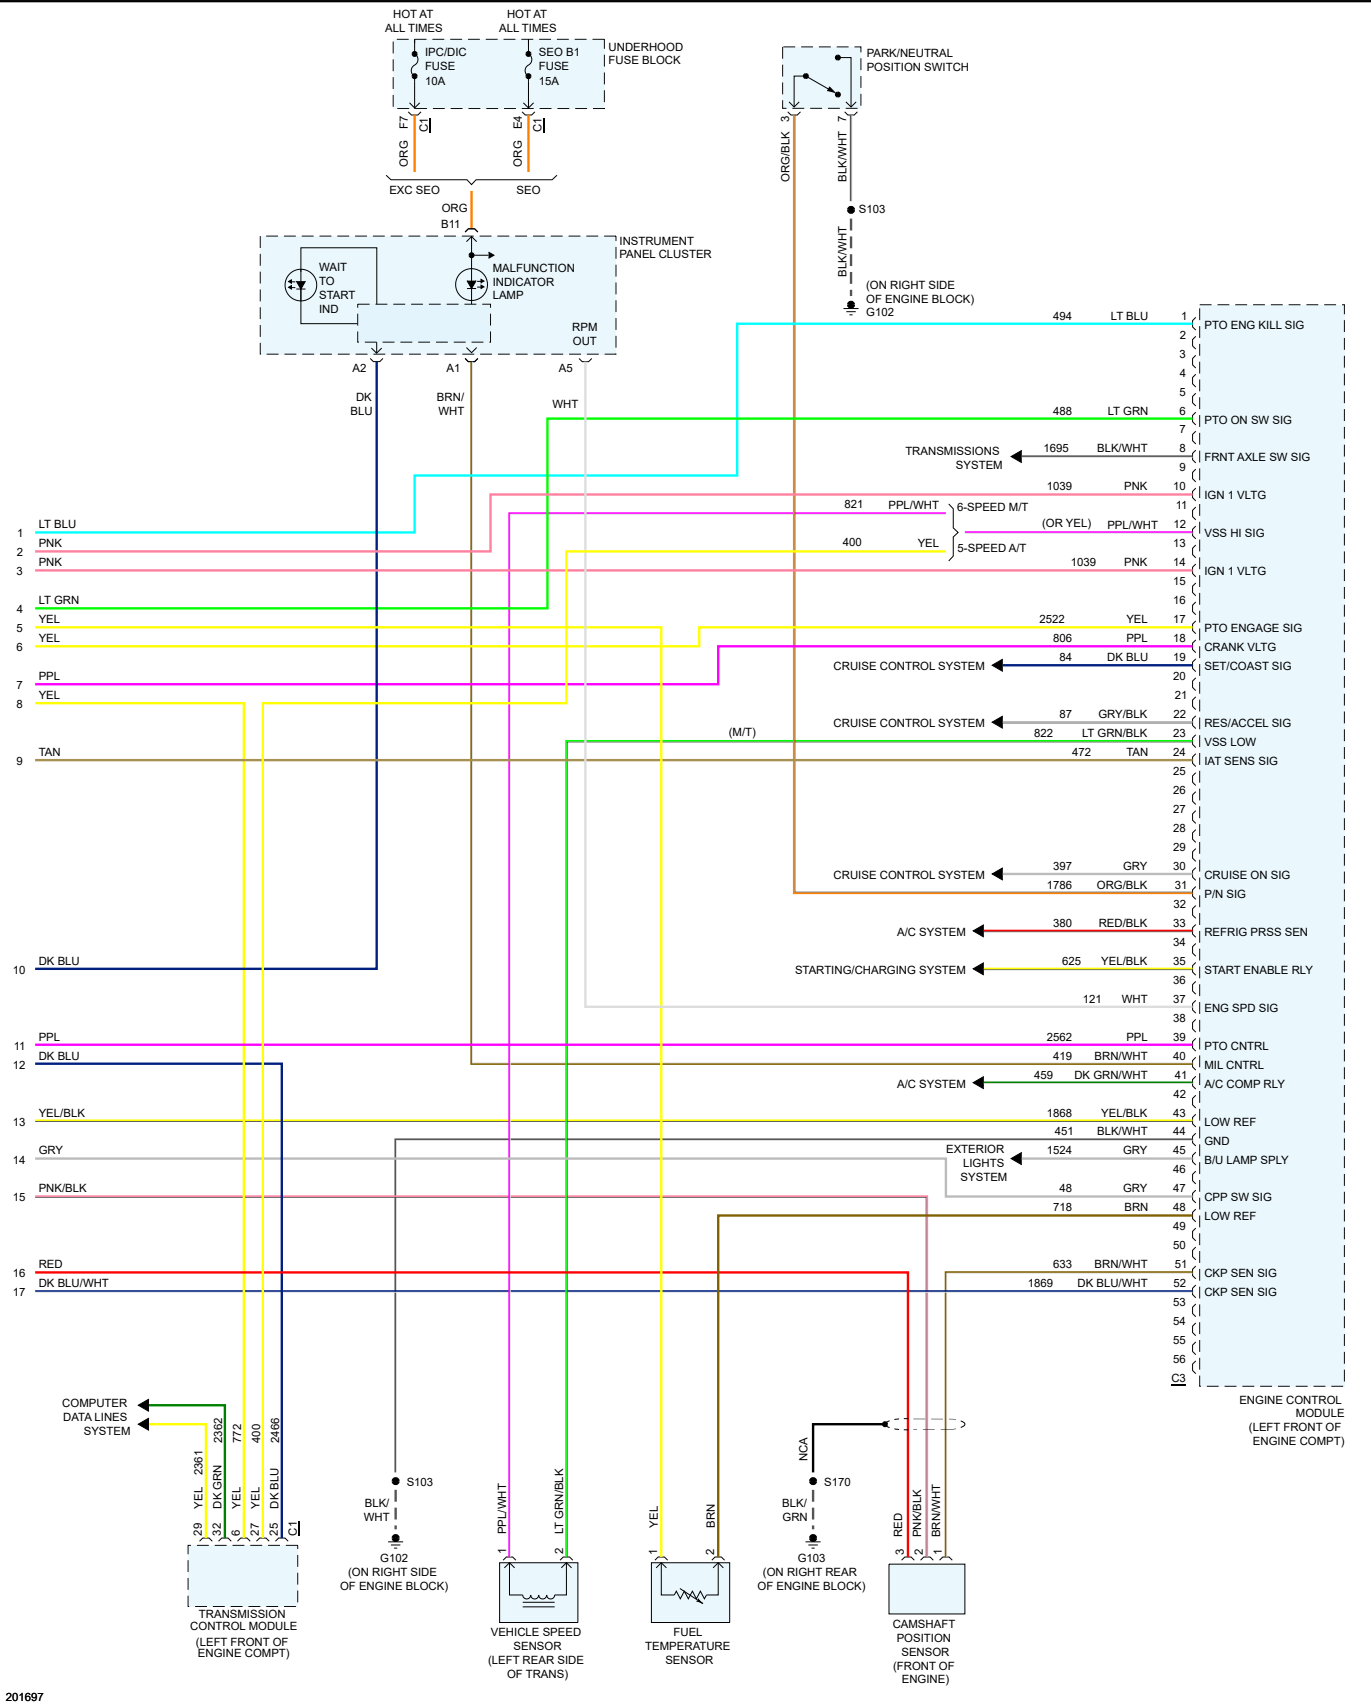 HOT AT
ALL TIMES
HOT AT
ALL TIMES
IPC/DIC
FUSE
10A
SEO B1
FUSE
15A
UNDERHOOD
FUSE BLOCK
PARK/NEUTRAL
POSITION SWITCH
F7
C1
E4
C1
3
7
ORG
ORG
ORG/BLK
BLK/WHT
EXC SEO
SEO
ORG
B11
S103
BLK/WHT
INSTRUMENT
PANEL CLUSTER
WAIT
TO
START
IND
MALFUNCTION
INDICATOR
LAMP
RPM
OUT
(ON RIGHT SIDE
OF ENGINE BLOCK)
G102
A2
A1
A5
DK
BLU
BRN/
WHT
WHT
494 LT BLU 1 PTO ENG KILL SIG
2
3
4
5
488 LT GRN 6 PTO ON SW SIG
7
TRANSMISSIONS
SYSTEM
1695 BLK/WHT 8 FRNT AXLE SW SIG
9
1039 PNK 10 IGN 1 VLTG
11
821 PPL/WHT 6-SPEED M/T
(OR YEL) PPL/WHT 12 VSS HI SIG
13
400 YEL 5-SPEED A/T
1039 PNK 14 IGN 1 VLTG
15
16
2522 YEL 17 PTO ENGAGE SIG
806 PPL 18 CRANK VLTG
CRUISE CONTROL SYSTEM 84 DK BLU 19 SET/COAST SIG
20
21
CRUISE CONTROL SYSTEM 87 GRY/BLK 22 RES/ACCEL SIG
(M/T) 822 LT GRN/BLK 23 VSS LOW
472 TAN 24 IAT SENS SIG
25
26
27
28
29
CRUISE CONTROL SYSTEM 397 GRY 30 CRUISE ON SIG
1786 ORG/BLK 31 P/N SIG
32
A/C SYSTEM 380 RED/BLK 33 REFRIG PRSS SEN
34
STARTING/CHARGING SYSTEM 625 YEL/BLK 35 START ENABLE RLY
36
121 WHT 37 ENG SPD SIG
38
2562 PPL 39 PTO CNTRL
419 BRN/WHT 40 MIL CNTRL
A/C SYSTEM 459 DK GRN/WHT 41 A/C COMP RLY
42
1868 YEL/BLK 43 LOW REF
451 BLK/WHT 44 GND
EXTERIOR
LIGHTS
SYSTEM
1524 GRY 45 B/U LAMP SPLY
46
48 GRY 47 CPP SW SIG
718 BRN 48 LOW REF
49
50
633 BRN/WHT 51 CKP SEN SIG
1869 DK BLU/WHT 52 CKP SEN SIG
53
54
55
56
C3
ENGINE CONTROL
MODULE
(LEFT FRONT OF
ENGINE COMPT)
1 LT BLU
2 PNK
3 PNK
4 LT GRN
5 YEL
6 YEL
7 PPL
8 YEL
9 TAN
10 DK BLU
11 PPL
12 DK BLU
13 YEL/BLK
14 GRY
15 PNK/BLK
16 RED
17 DK BLU/WHT
COMPUTER
DATA LINES
SYSTEM
YEL 2361
DK GRN 2362
YEL 772
YEL 400
DK BLU 2466
29
32
6
27
25
C1
TRANSMISSION
CONTROL MODULE
(LEFT FRONT OF
ENGINE COMPT)
S103
BLK/
WHT
G102
(ON RIGHT SIDE
OF ENGINE BLOCK)
PPL/WHT
LT GRN/BLK
1
2
VEHICLE SPEED
SENSOR
(LEFT REAR SIDE
OF TRANS)
YEL
BRN
1
2
FUEL
TEMPERATURE
SENSOR
NCA
S170
BLK/
GRN
G103
(ON RIGHT REAR
OF ENGINE BLOCK)
RED
PNK/BLK
BRN/WHT
3
2
1
CAMSHAFT
POSITION
SENSOR
(FRONT OF
ENGINE)
201697